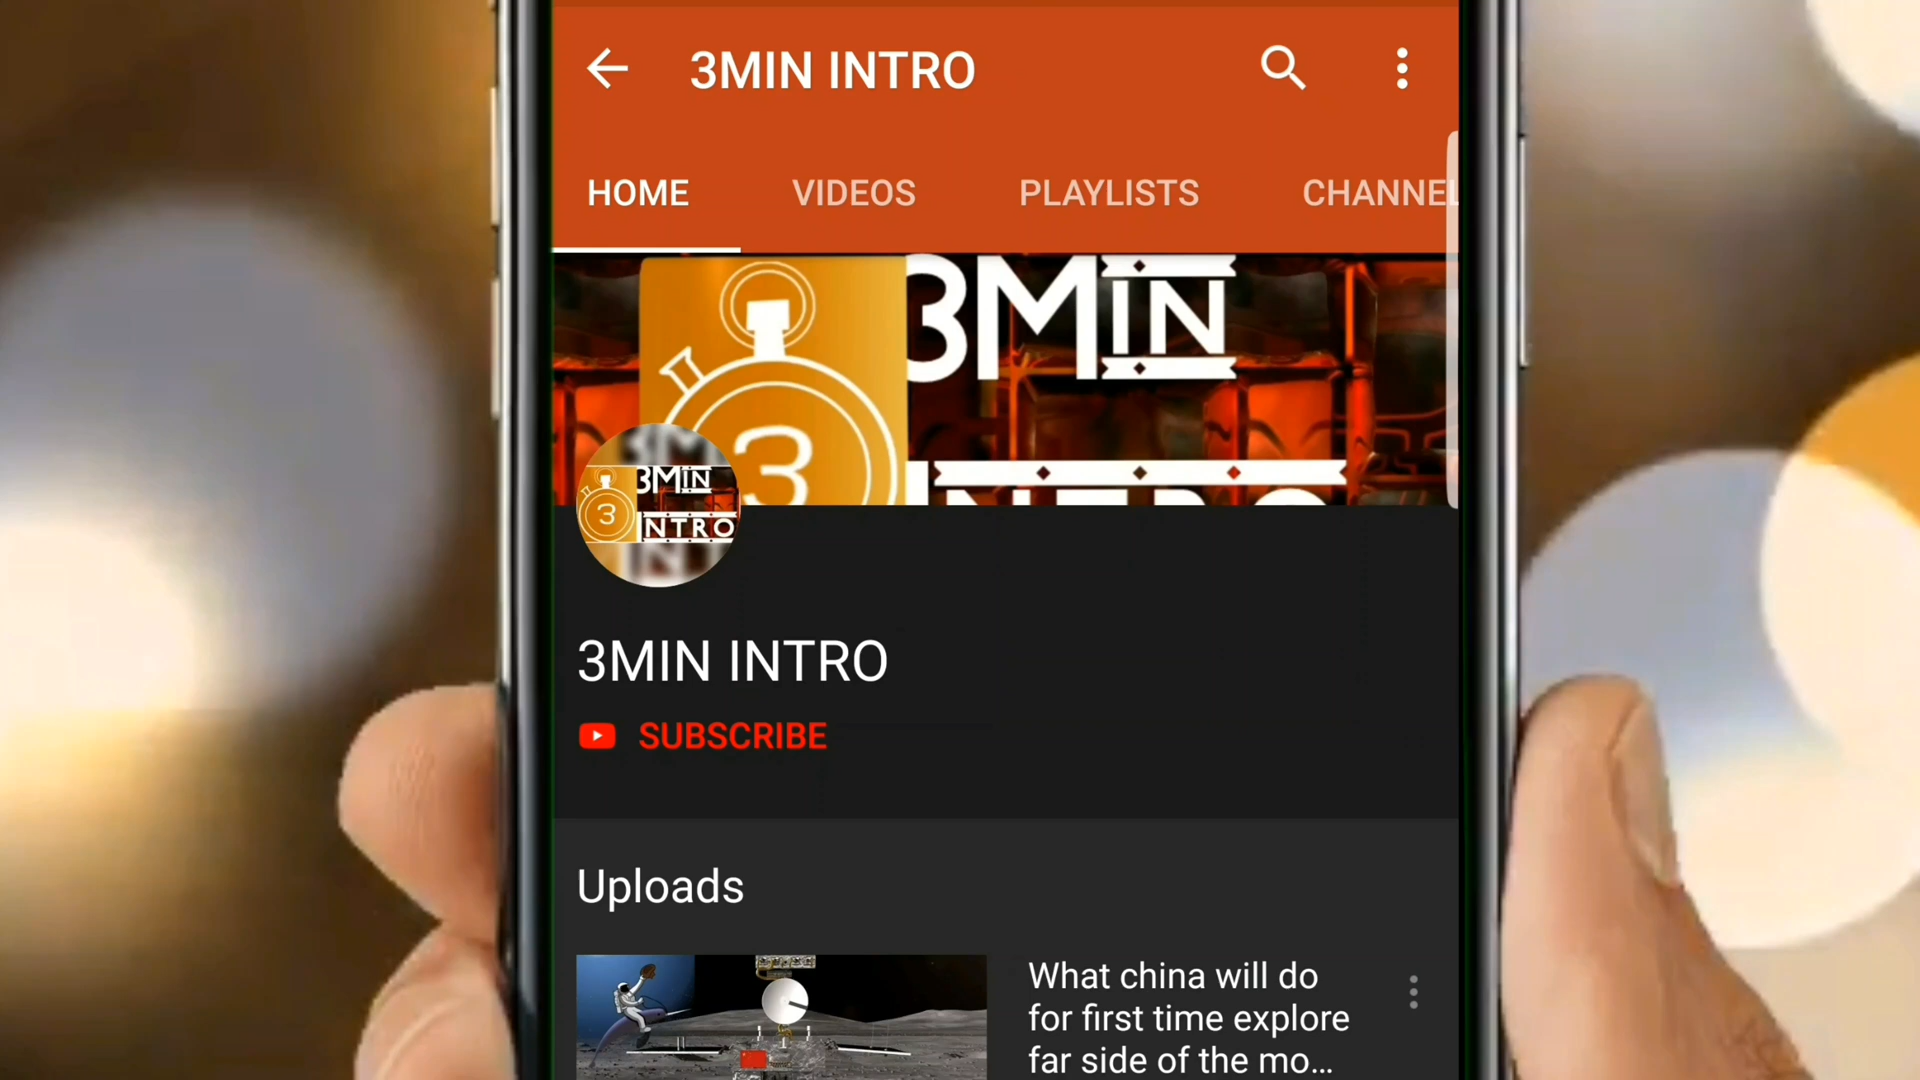 3MIN INTRO
HOME VIDEOS PLAYLISTS CHANNEL
3MIN
3
3MIN
3
INTRO
3MIN INTRO
SUBSCRIBE
Uploads
What china will do
for first time explore
far side of the mo...